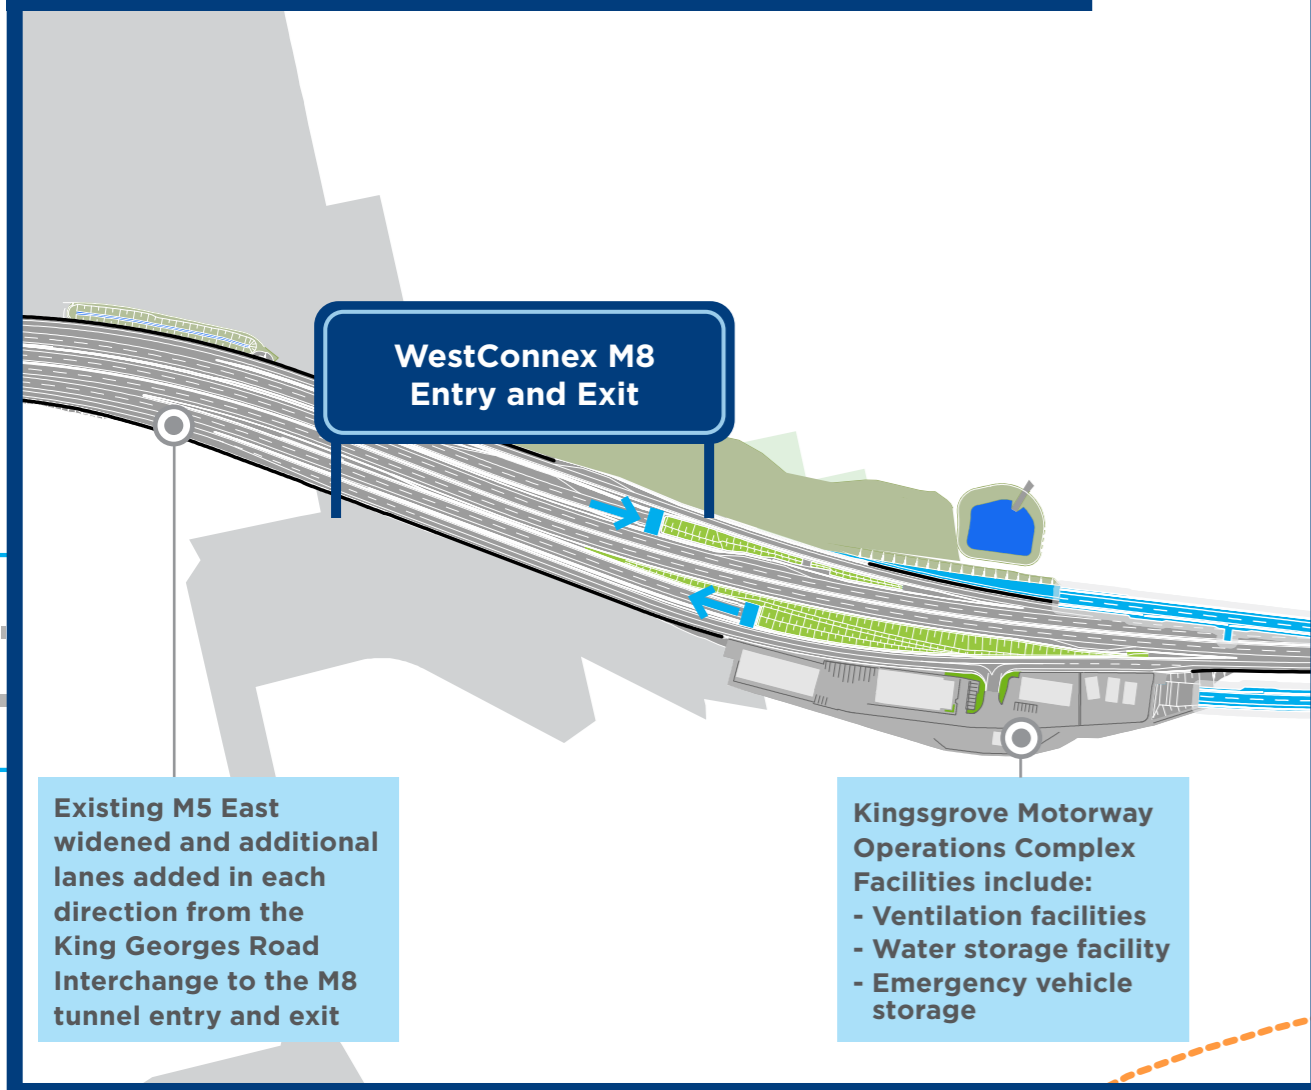 WestConnex M8
Entry and Exit
Existing M5 East
widened and additional
lanes added in each
direction from the
King Georges Road
Interchange to the M8
tunnel entry and exit
Kingsgrove Motorway
Operations Complex
Facilities include:
- Ventilation facilities
- Water storage facility
- Emergency vehicle
storage